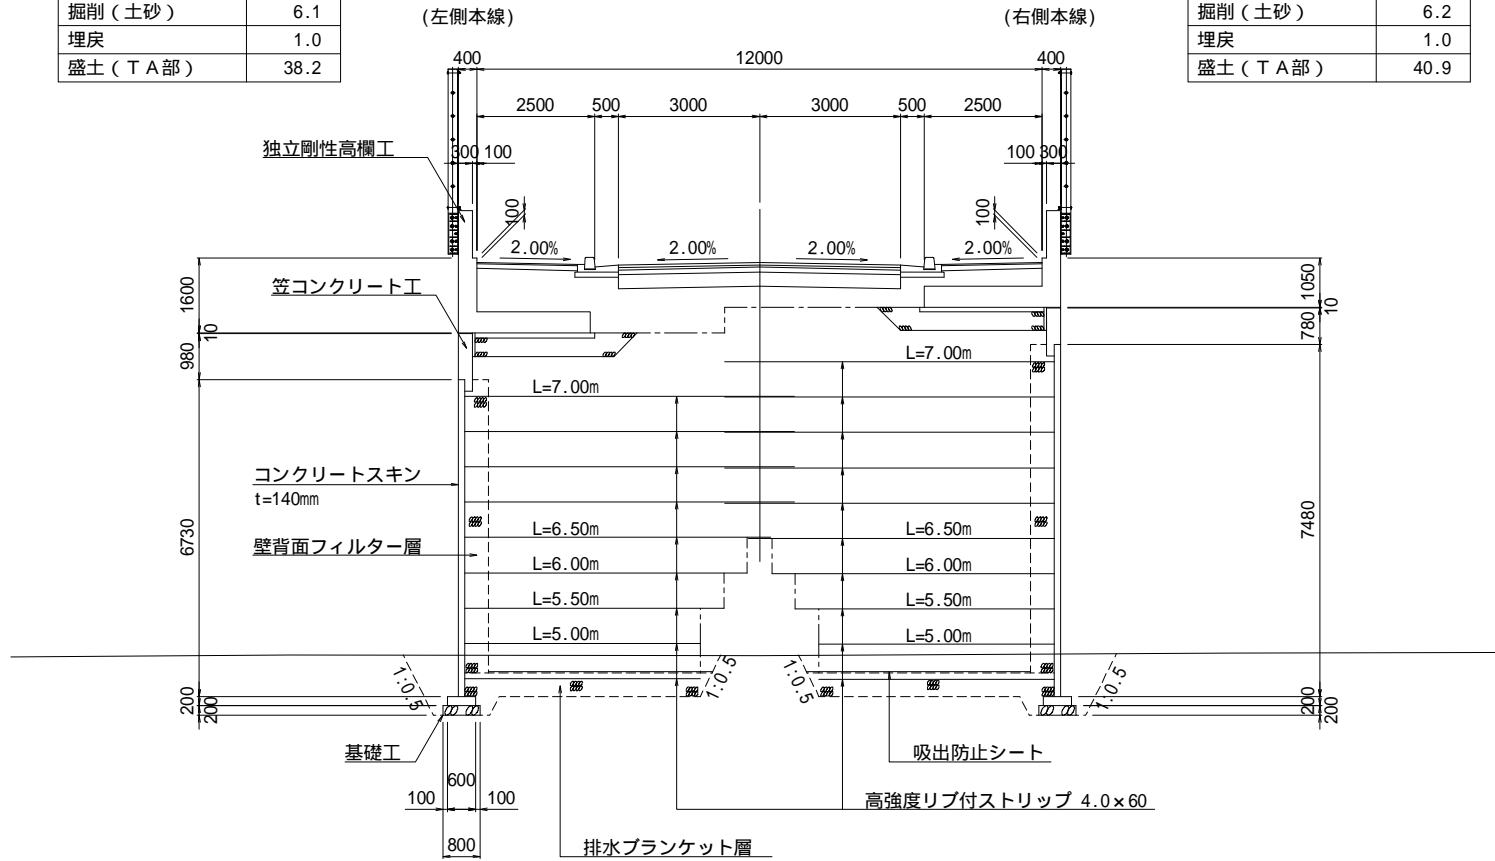 掘削(土砂) 6.1
埋戻 1.0
盛土(TA部) 38.2
(左側本線)
(右側本線)
掘削(土砂) 6.2
埋戻 1.0
盛土(TA部) 40.9
400 12000 400
2500 500 3000 3000 500 2500
独立剛性高欄工
300 100
100 300
100
100
2.00% 2.00% 2.00% 2.00%
笠コンクリート工
1600
10
980
6730
200
200
1050
10
780
7480
200
200
L=7.00m
L=7.00m
コンクリートスキン
t=140mm
壁背面フィルター層
L=6.50m L=6.50m
L=6.00m L=6.00m
L=5.50m L=5.50m
L=5.00m L=5.00m
1:0.5 1:0.5 1:0.5 1:0.5
基礎工
吸出防止シート
600
100 100
高強度リブ付ストリップ 4.0×60
800
排水ブランケット層